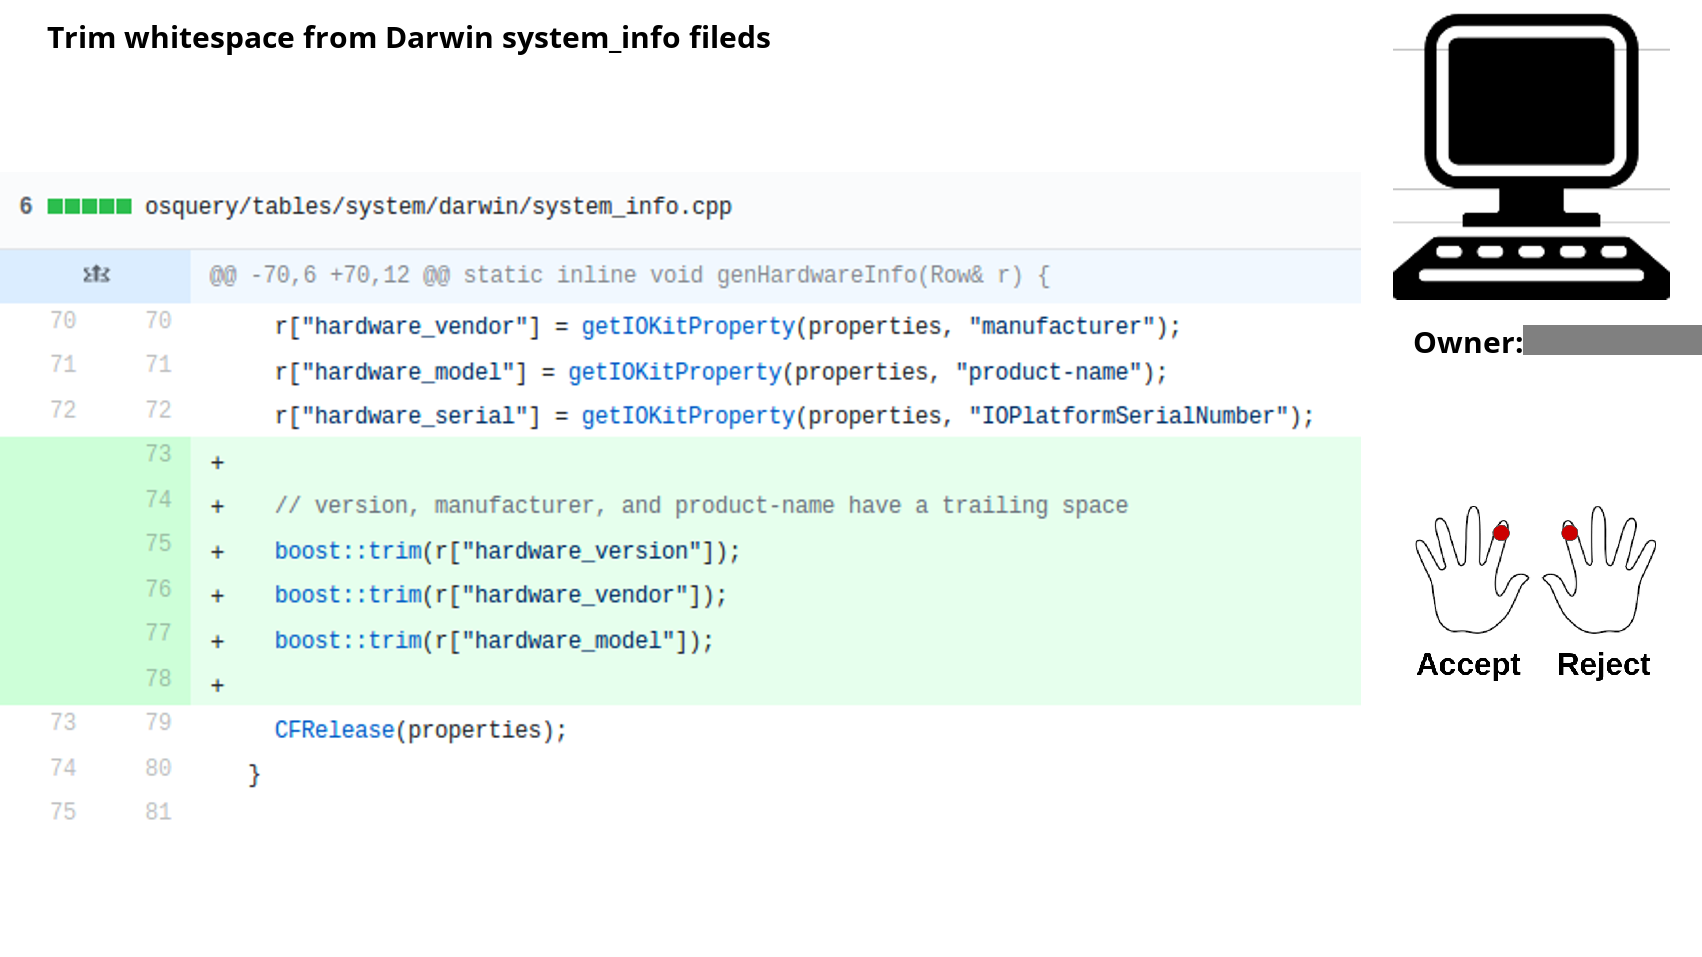 Trim whitespace from Darwin system_info fileds
6 osquery/tables/system/darwin/system_info.cpp
@@ -70,6 +70,12 @@ static inline void genHardwareInfo(Row& r) {
70 70 r["hardware_vendor"] = getIOKitProperty(properties, "manufacturer");
71 71 r["hardware_model"] = getIOKitProperty(properties, "product-name");
72 72 r["hardware_serial"] = getIOKitProperty(properties, "IOPlatformSerialNumber");
73 +
74 + // version, manufacturer, and product-name have a trailing space
75 + boost::trim(r["hardware_version"]);
76 + boost::trim(r["hardware_vendor"]);
77 + boost::trim(r["hardware_model"]);
78 +
73 79 CFRelease(properties);
74 80 }
75 81
Owner:
Accept Reject